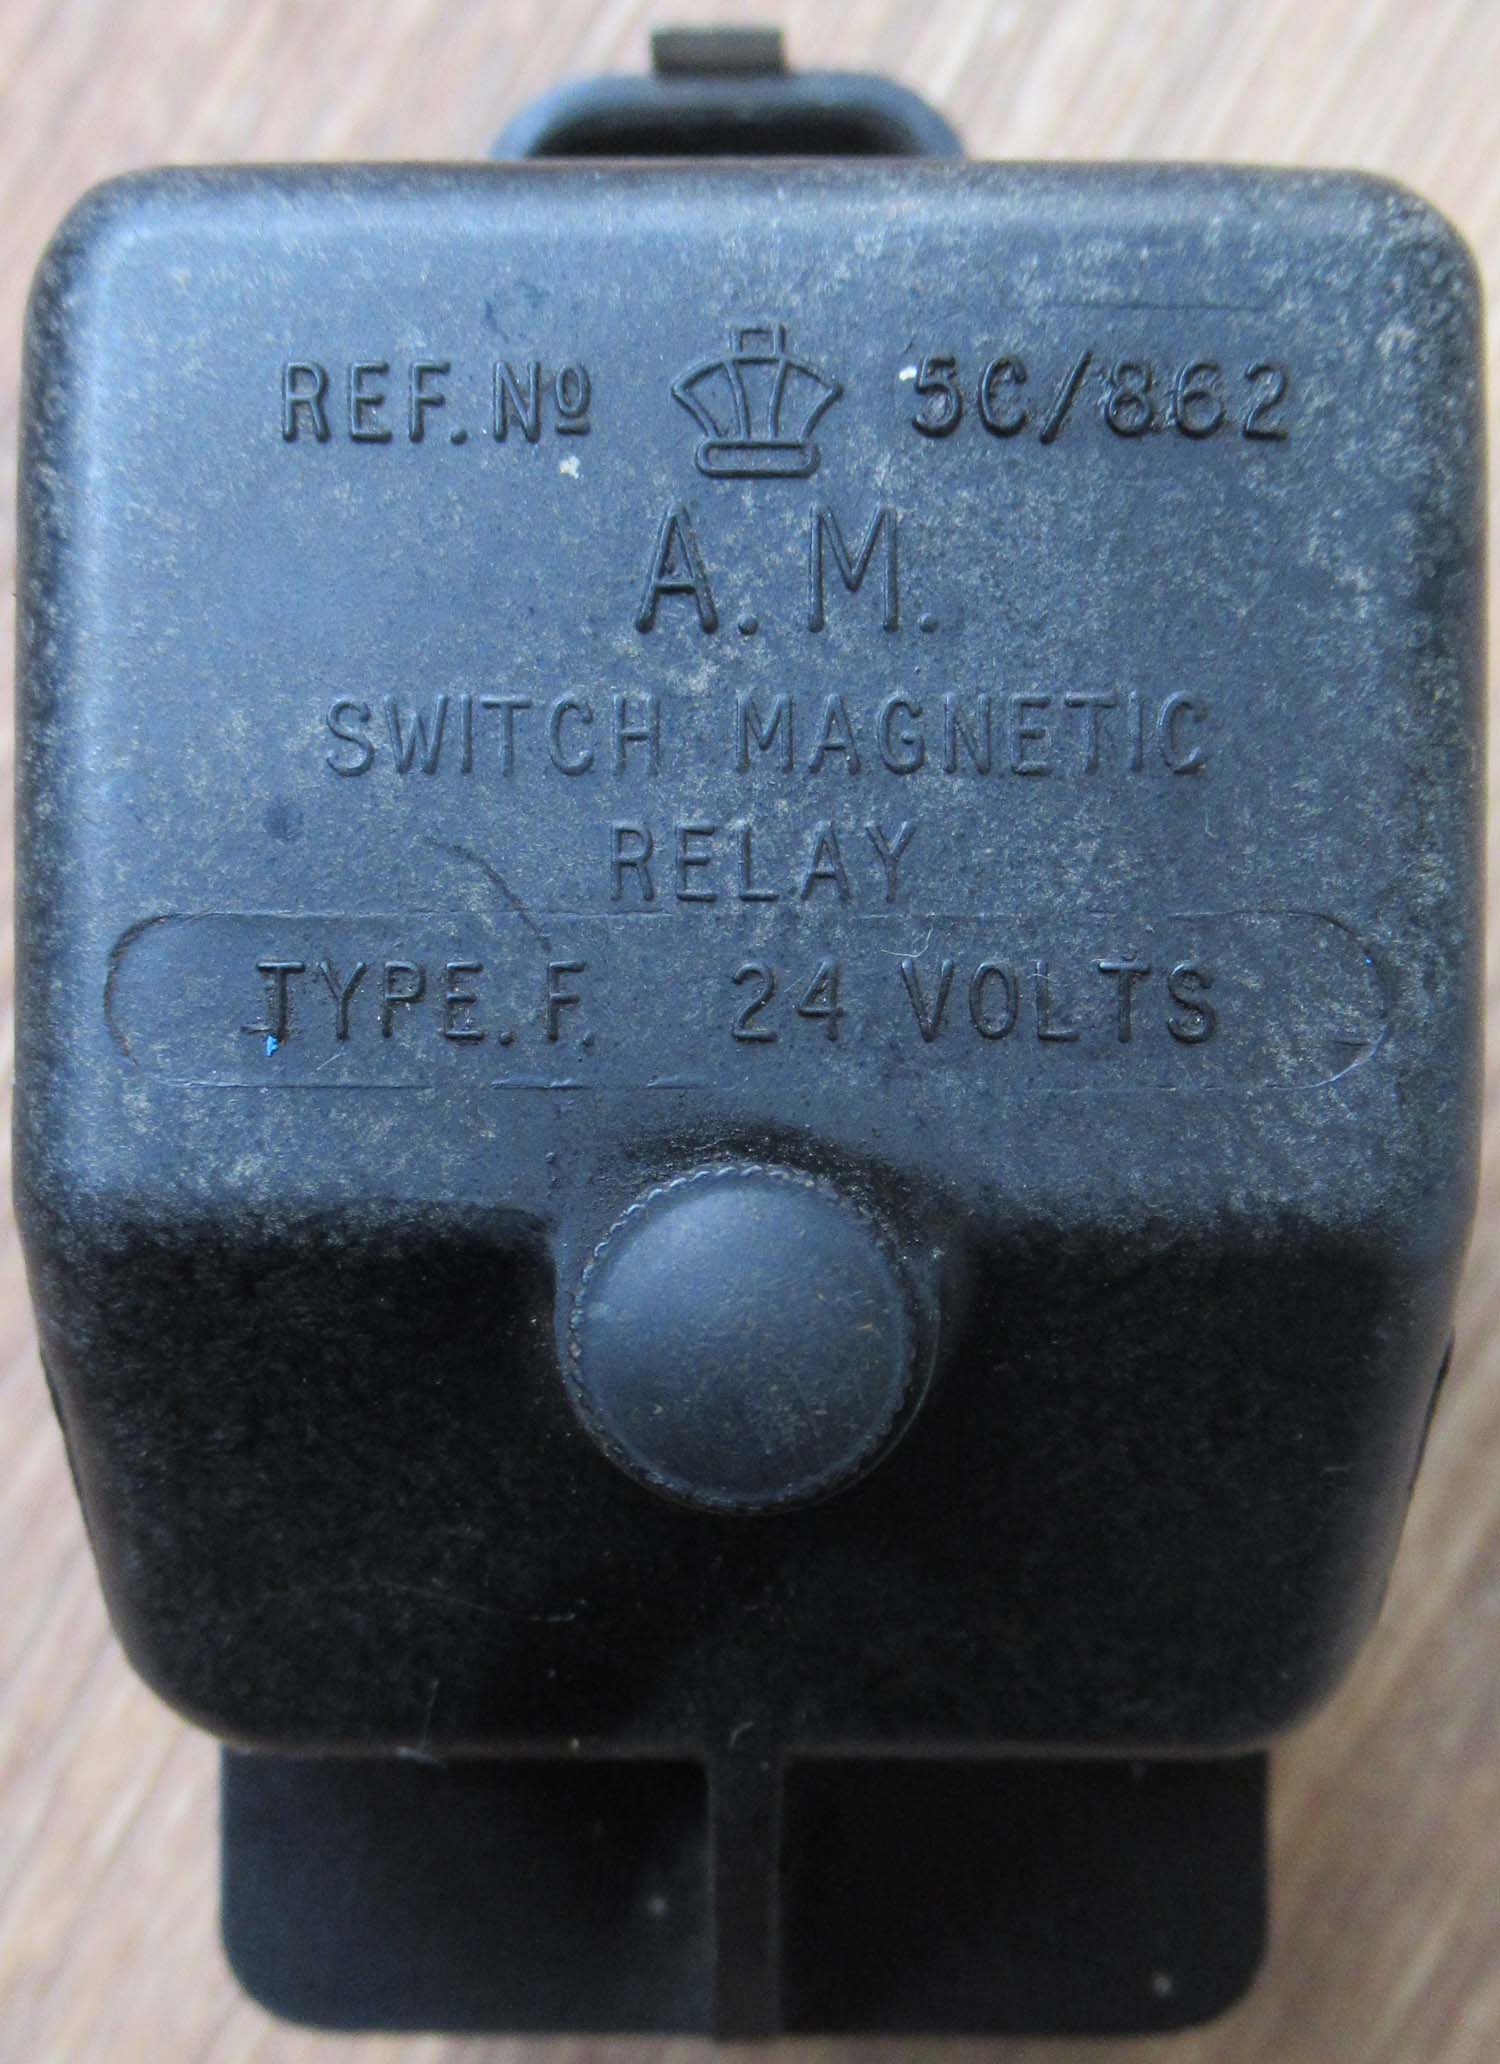 REF. Nº 5C/862
A.M.
SWITCH MAGNETIC
RELAY
TYPE.F. 24 VOLTS